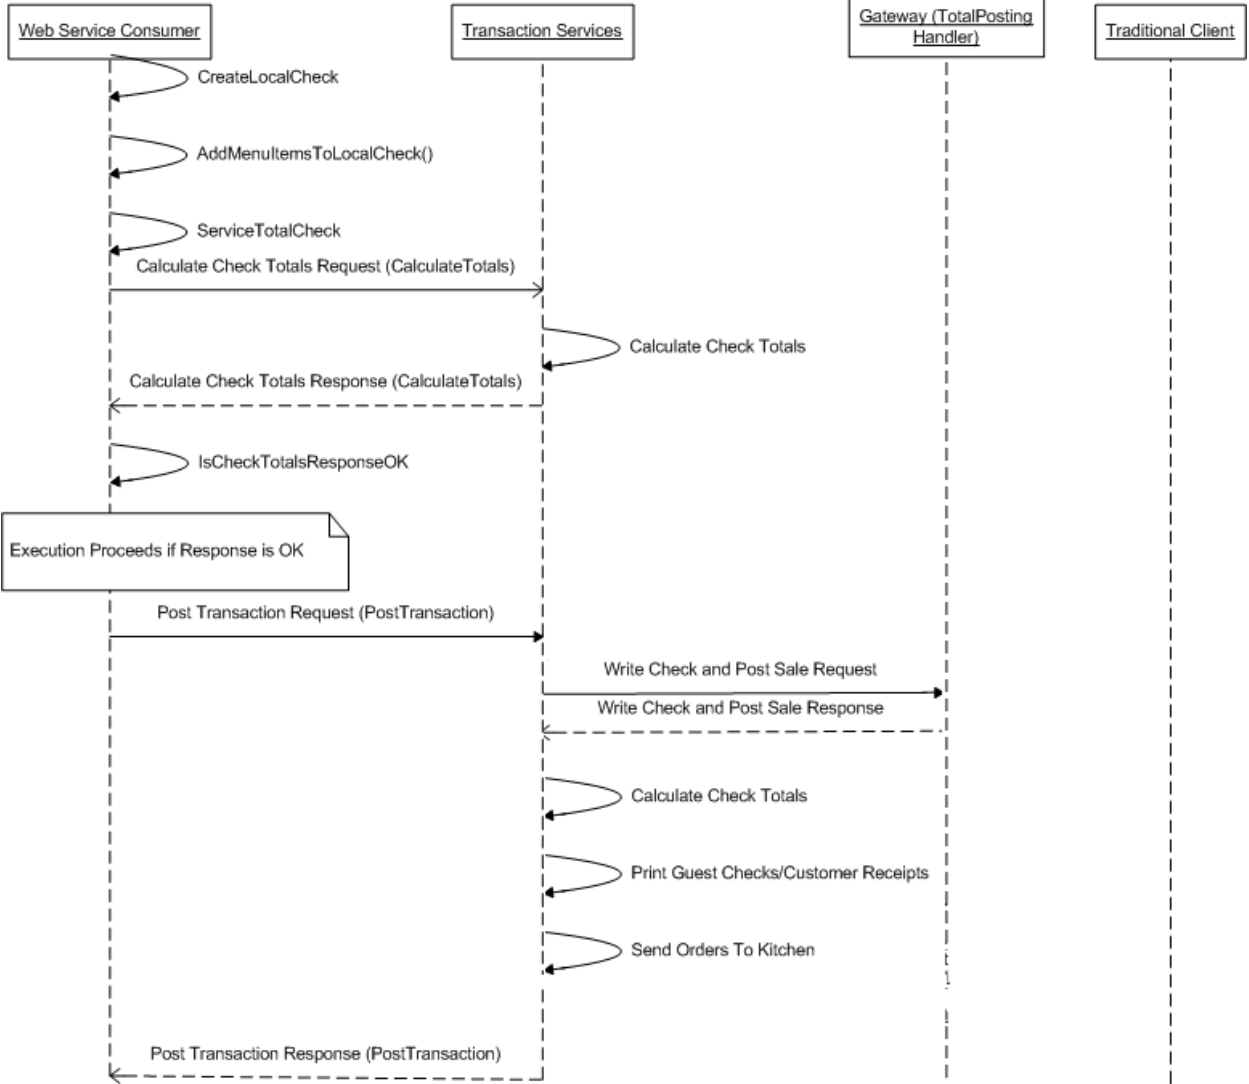 Web Service Consumer
Transaction Services
Gateway (TotalPosting
Handler)
Traditional Client
CreateLocalCheck
AddMenuItemsToLocalCheck()
ServiceTotalCheck
Calculate Check Totals Request (CalculateTotals)
Calculate Check Totals
Calculate Check Totals Response (CalculateTotals)
IsCheckTotalsResponseOK
Execution Proceeds if Response is OK
Post Transaction Request (PostTransaction)
Write Check and Post Sale Request
Write Check and Post Sale Response
Calculate Check Totals
Print Guest Checks/Customer Receipts
Send Orders To Kitchen
Post Transaction Response (PostTransaction)